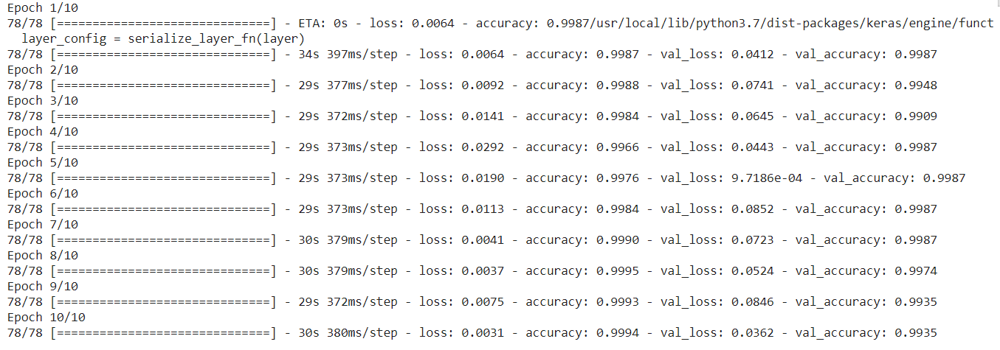 Epoch 1/10
78/78 [==============================] - ETA: 0s - loss: 0.0064 - accuracy: 0.9987/usr/local/lib/python3.7/dist-packages/keras/engine/funct
  layer_config = serialize_layer_fn(layer)
78/78 [==============================] - 34s 397ms/step - loss: 0.0064 - accuracy: 0.9987 - val_loss: 0.0412 - val_accuracy: 0.9987
Epoch 2/10
78/78 [==============================] - 29s 377ms/step - loss: 0.0092 - accuracy: 0.9988 - val_loss: 0.0741 - val_accuracy: 0.9948
Epoch 3/10
78/78 [==============================] - 29s 372ms/step - loss: 0.0141 - accuracy: 0.9984 - val_loss: 0.0645 - val_accuracy: 0.9909
Epoch 4/10
78/78 [==============================] - 29s 373ms/step - loss: 0.0292 - accuracy: 0.9966 - val_loss: 0.0443 - val_accuracy: 0.9987
Epoch 5/10
78/78 [==============================] - 29s 373ms/step - loss: 0.0190 - accuracy: 0.9976 - val_loss: 9.7186e-04 - val_accuracy: 0.9987
Epoch 6/10
78/78 [==============================] - 29s 373ms/step - loss: 0.0113 - accuracy: 0.9984 - val_loss: 0.0852 - val_accuracy: 0.9987
Epoch 7/10
78/78 [==============================] - 30s 379ms/step - loss: 0.0041 - accuracy: 0.9990 - val_loss: 0.0723 - val_accuracy: 0.9987
Epoch 8/10
78/78 [==============================] - 30s 379ms/step - loss: 0.0037 - accuracy: 0.9995 - val_loss: 0.0524 - val_accuracy: 0.9974
Epoch 9/10
78/78 [==============================] - 29s 372ms/step - loss: 0.0075 - accuracy: 0.9993 - val_loss: 0.0846 - val_accuracy: 0.9935
Epoch 10/10
78/78 [==============================] - 30s 380ms/step - loss: 0.0031 - accuracy: 0.9994 - val_loss: 0.0362 - val_accuracy: 0.9935